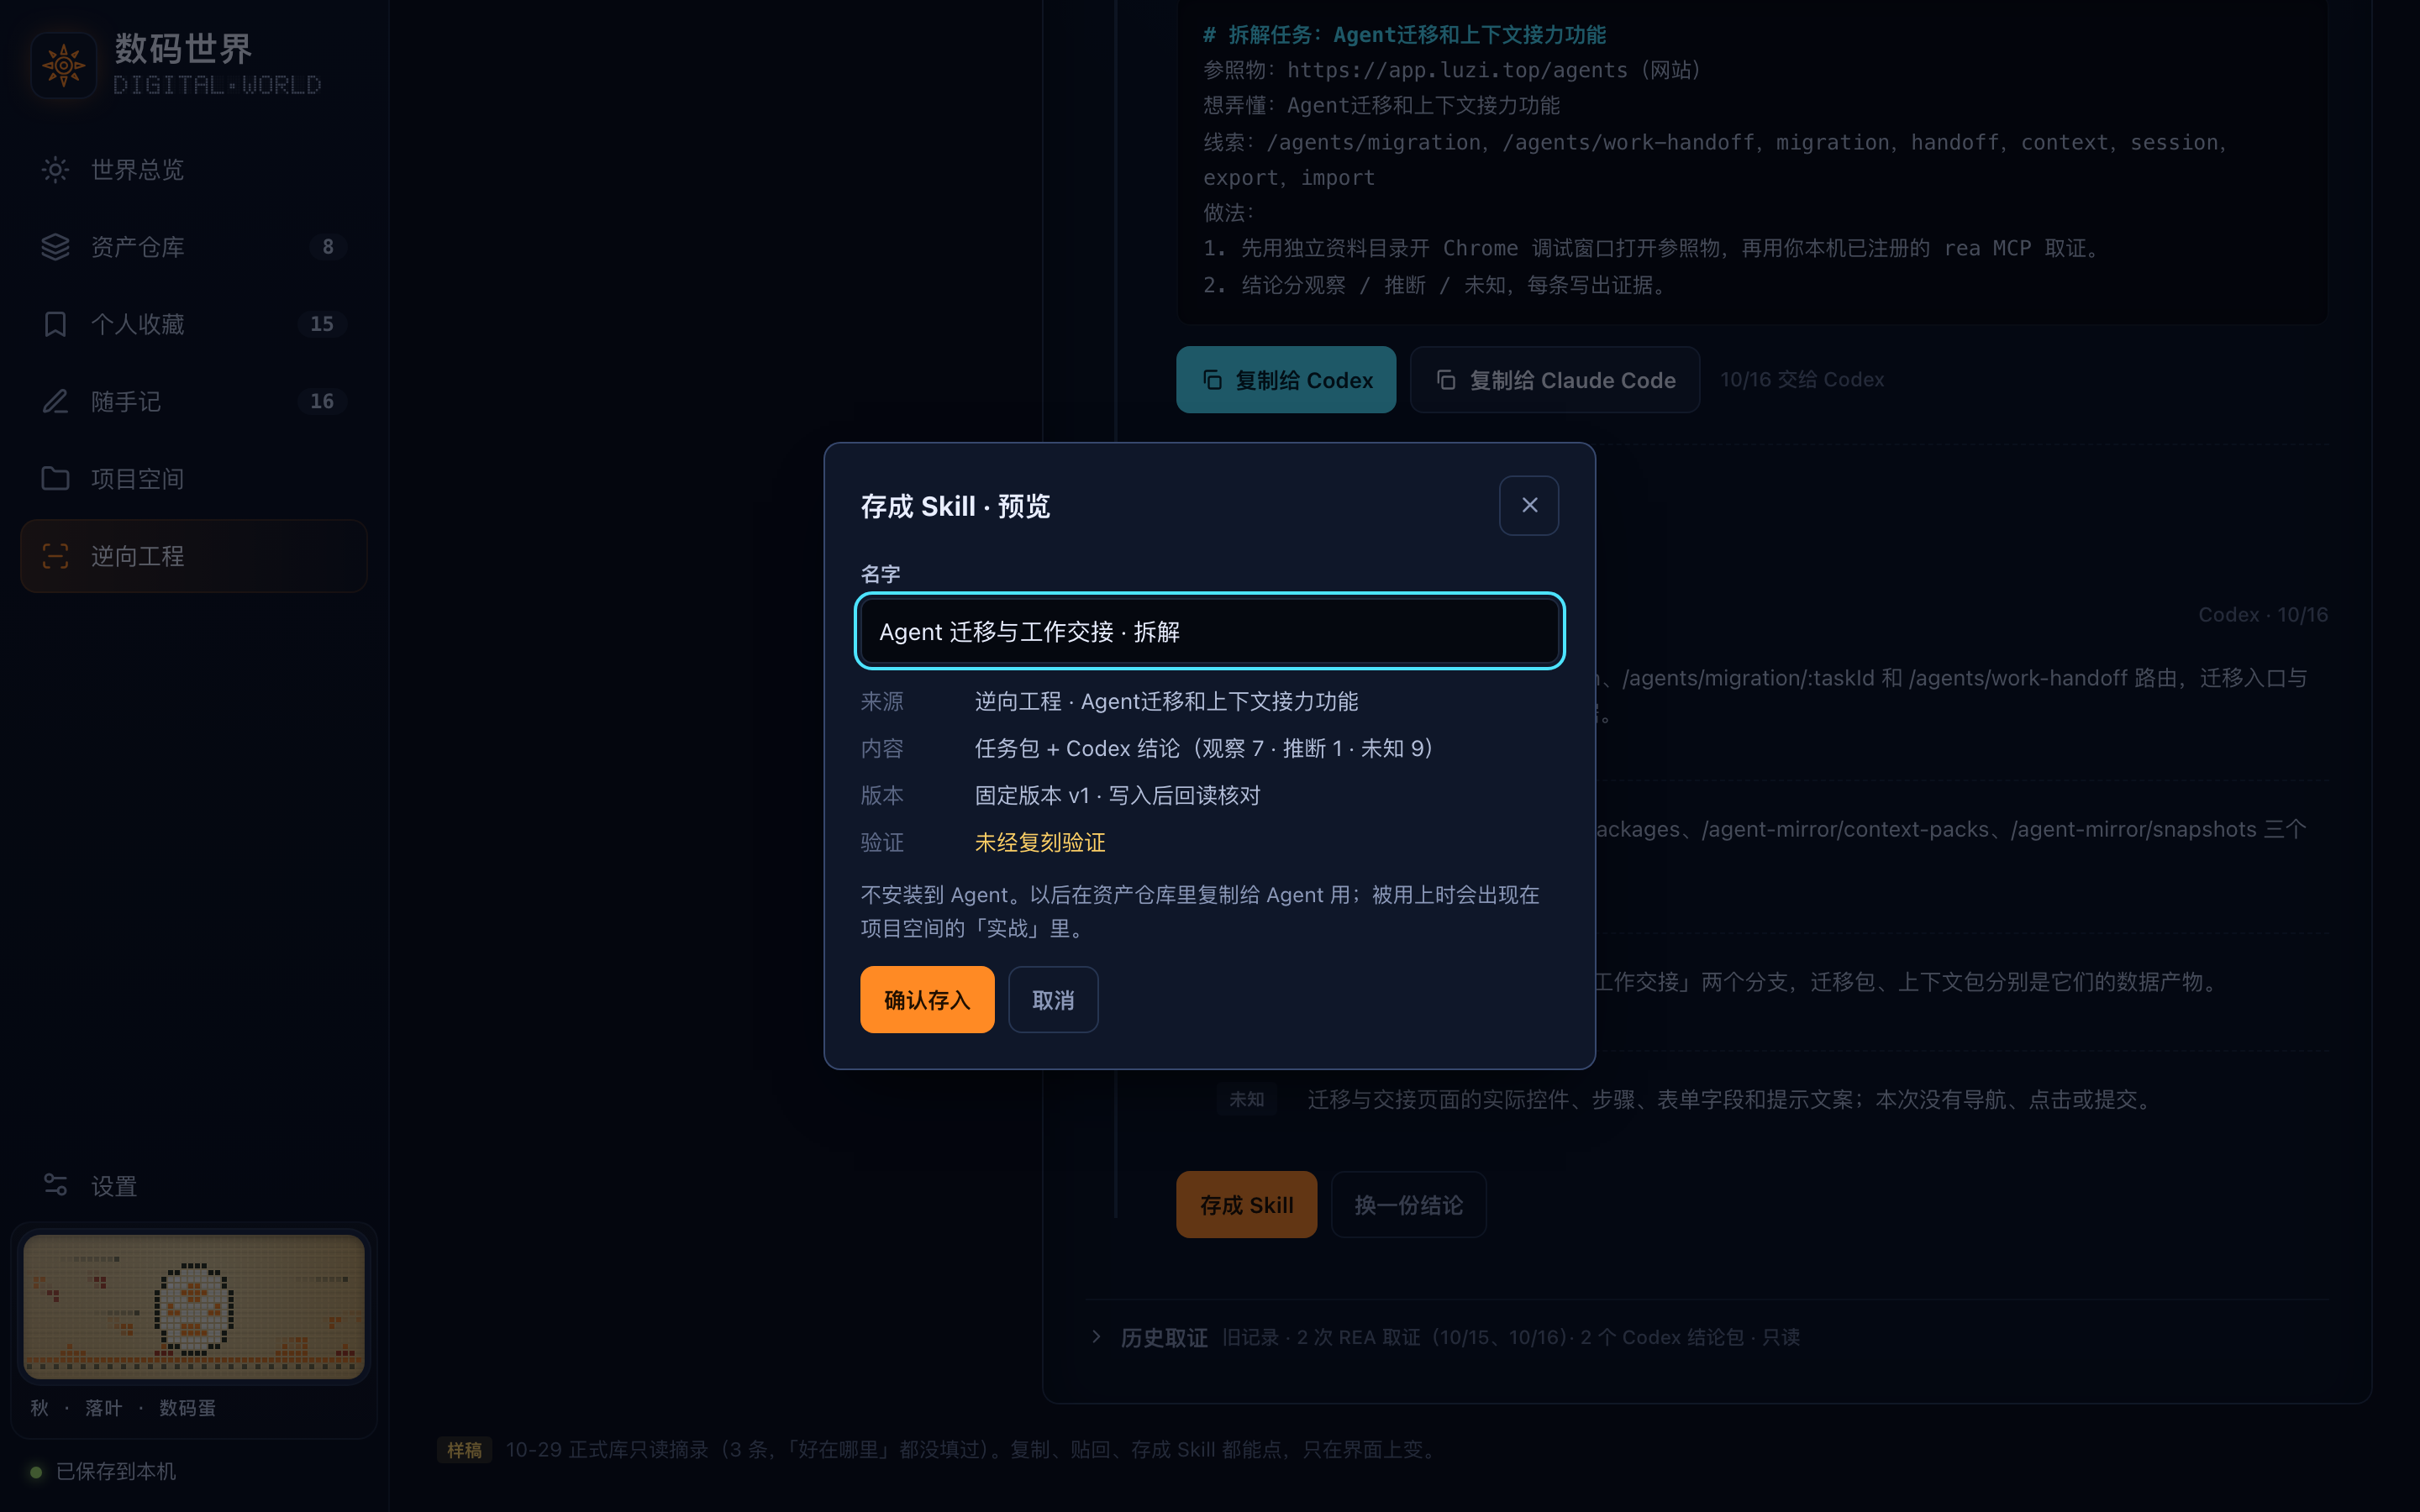 数码世界
DIGITAL·WORLD
世界总览
资产仓库 8
个人收藏 15
随手记 16
项目空间
逆向工程
设置
秋 · 落叶 · 数码蛋
已保存到本机
# 拆解任务：Agent迁移和上下文接力功能
参照物：https://app.luzi.top/agents（网站）
想弄懂：Agent迁移和上下文接力功能
线索：/agents/migration，/agents/work-handoff，migration，handoff，context，session，
export，import
做法：
1. 先用独立资料目录开 Chrome 调试窗口打开参照物，再用你本机已注册的 rea MCP 取证。
2. 结论分观察 / 推断 / 未知，每条写出证据。
复制给 Codex
复制给 Claude Code
10/16 交给 Codex
存成 Skill · 预览
名字
Agent 迁移与工作交接 · 拆解
来源 逆向工程 · Agent迁移和上下文接力功能
内容 任务包 + Codex 结论（观察 7 · 推断 1 · 未知 9）
版本 固定版本 v1 · 写入后回读核对
验证 未经复刻验证
不安装到 Agent。以后在资产仓库里复制给 Agent 用；被用上时会出现在
项目空间的「实战」里。
确认存入
取消
Codex · 10/16
、/agents/migration/:taskId 和 /agents/work-handoff 路由，迁移入口与
。
ackages、/agent-mirror/context-packs、/agent-mirror/snapshots 三个
工作交接」两个分支，迁移包、上下文包分别是它们的数据产物。
未知 迁移与交接页面的实际控件、步骤、表单字段和提示文案；本次没有导航、点击或提交。
存成 Skill
换一份结论
历史取证 旧记录 · 2 次 REA 取证（10/15、10/16）· 2 个 Codex 结论包 · 只读
样稿 10-29 正式库只读摘录（3 条，「好在哪里」都没填过）。复制、贴回、存成 Skill 都能点，只在界面上变。